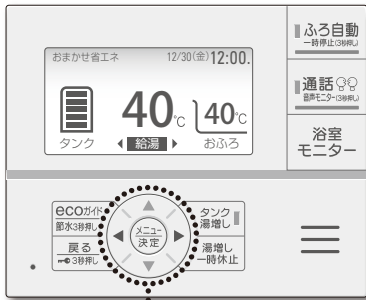 おまかせ省エネ 12/30(金)12:00.
40℃ 40℃
タンク 給湯 おふろ
ふろ自動
一時停止(3秒押し)
通話
音声モニター(3秒押し)
浴室
モニター
ecoガイド
節水3秒押し
戻る
3秒押し
メニュー
決定
タンク
湯増し
湯増し
一時休止